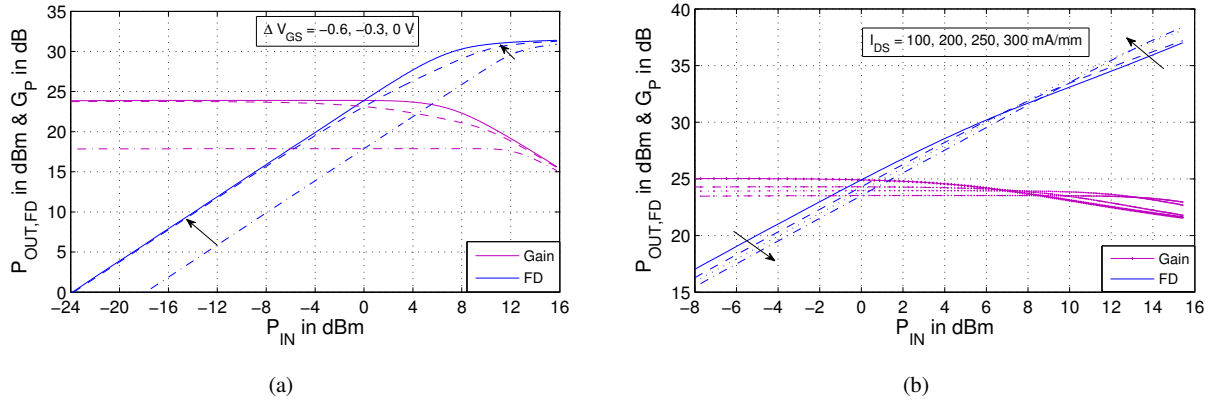 Δ V_GS = −0.6, −0.3, 0 V
P_OUT,FD in dBm & G_P in dB
35
30
25
20
15
10
5
0
−24 −20 −16 −12 −8 −4 0 4 8 12 16
P_IN in dBm
Gain
FD
(a)
I_DS = 100, 200, 250, 300 mA/mm
P_OUT,FD in dBm & G_P in dB
40
35
30
25
20
15
−8 −6 −4 −2 0 2 4 6 8 10 12 14 16
P_IN in dBm
Gain
FD
(b)